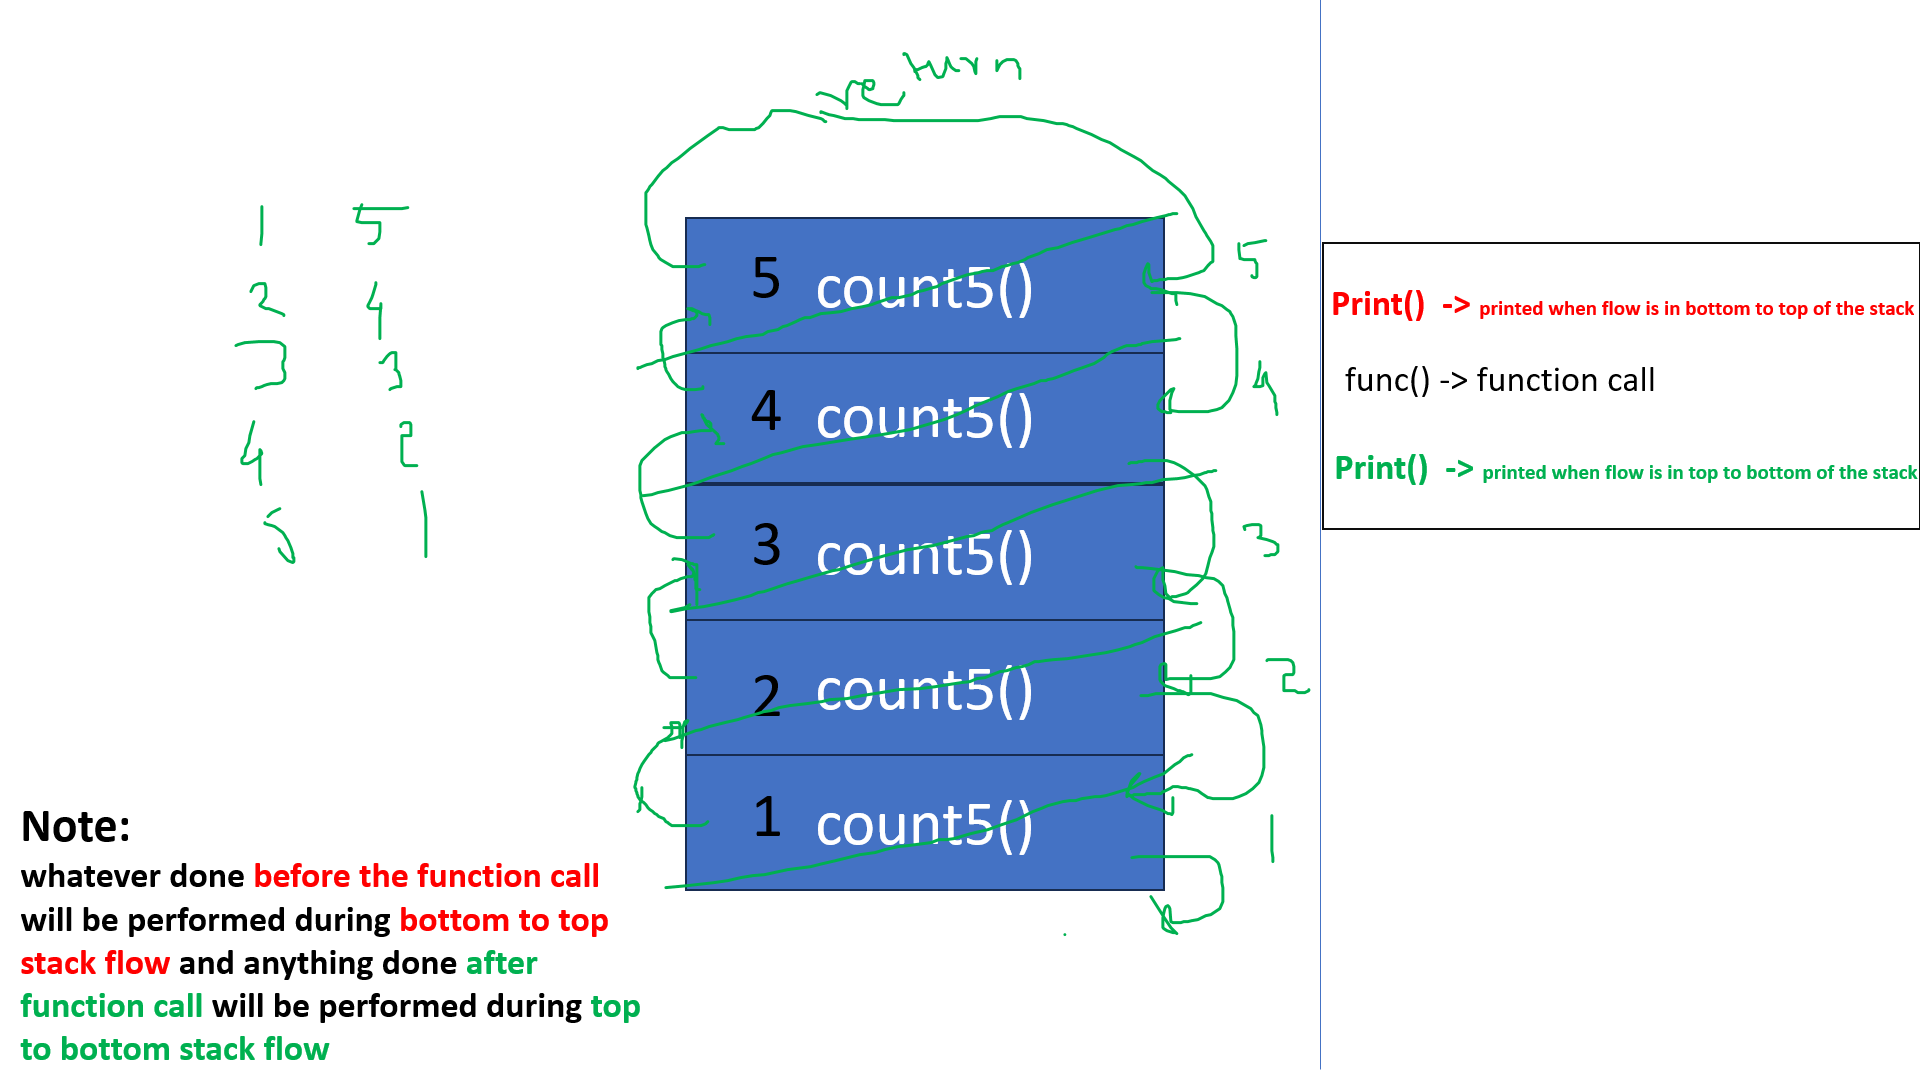 return
1 5
2 4
3 3
4 2
5 1
5 count5() 5
4 count5() 4
3 count5() 3
2 count5() 2
1 count5() 1
Print() -> printed when flow is in bottom to top of the stack
func() -> function call
Print() -> printed when flow is in top to bottom of the stack
Note:
whatever done before the function call
will be performed during bottom to top
stack flow and anything done after
function call will be performed during top
to bottom stack flow